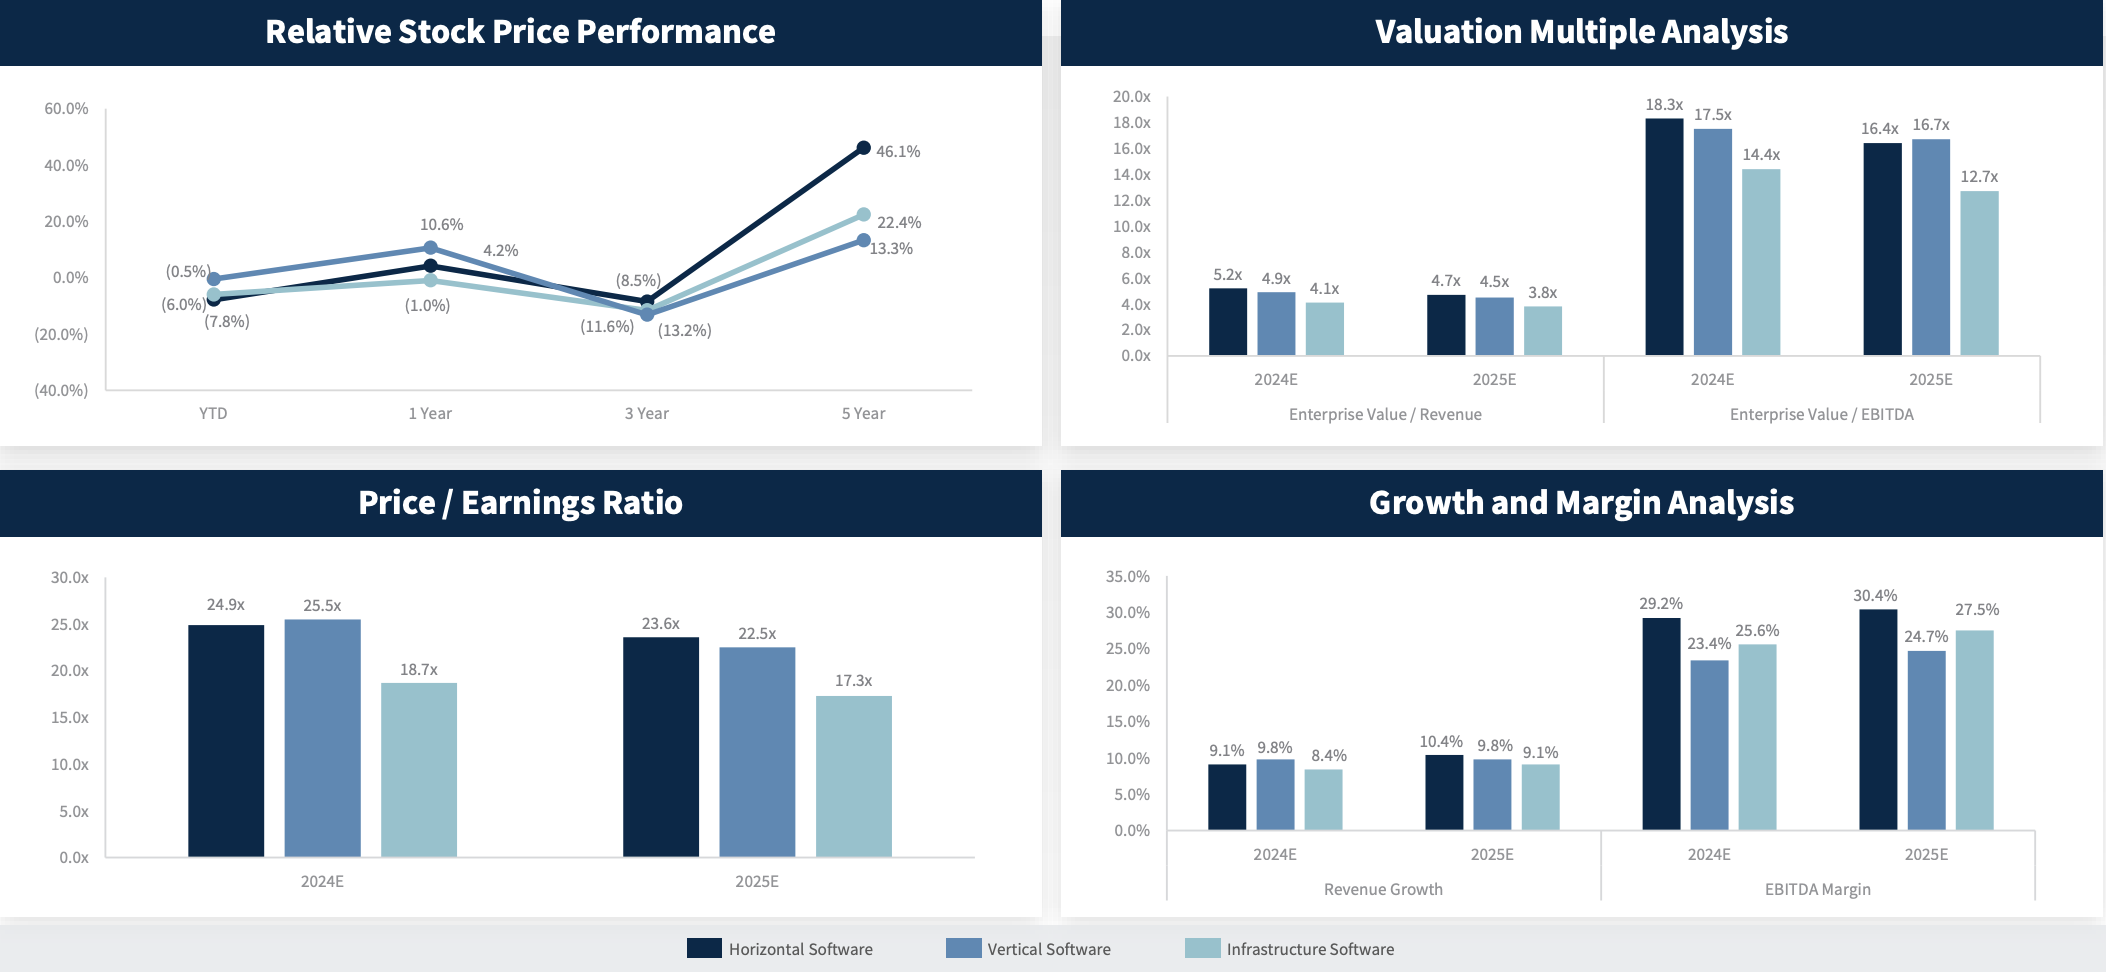 Relative Stock Price Performance
60.0%
40.0%
20.0%
0.0%
(20.0%)
(40.0%)
(0.5%)
(6.0%)
(7.8%)
10.6%
4.2%
(1.0%)
(8.5%)
(11.6%)
(13.2%)
46.1%
22.4%
13.3%
YTD
1 Year
3 Year
5 Year
Valuation Multiple Analysis
20.0x
18.0x
16.0x
14.0x
12.0x
10.0x
8.0x
6.0x
4.0x
2.0x
0.0x
5.2x
4.9x
4.1x
4.7x
4.5x
3.8x
18.3x
17.5x
14.4x
16.4x
16.7x
12.7x
2024E
2025E
2024E
2025E
Enterprise Value / Revenue
Enterprise Value / EBITDA
Price / Earnings Ratio
30.0x
25.0x
20.0x
15.0x
10.0x
5.0x
0.0x
24.9x
25.5x
18.7x
23.6x
22.5x
17.3x
2024E
2025E
Growth and Margin Analysis
35.0%
30.0%
25.0%
20.0%
15.0%
10.0%
5.0%
0.0%
9.1%
9.8%
8.4%
10.4%
9.8%
9.1%
29.2%
23.4%
25.6%
30.4%
24.7%
27.5%
2024E
2025E
2024E
2025E
Revenue Growth
EBITDA Margin
Horizontal Software
Vertical Software
Infrastructure Software